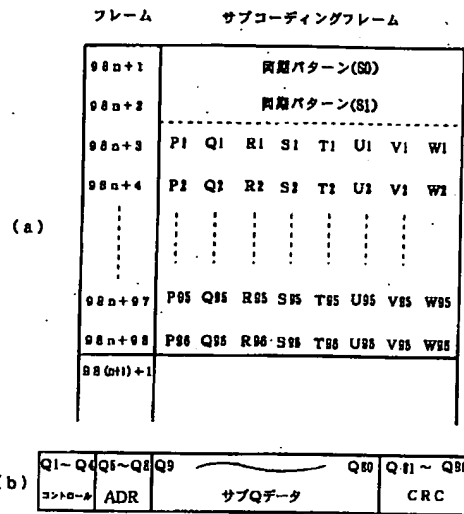 フレーム サブコーディングフレーム
98n+1 同期パターン(S0)
98n+2 同期パターン(S1)
98n+3 P1 Q1 R1 S1 T1 U1 V1 W1
98n+4 P2 Q2 R2 S2 T2 U2 V2 W2
(a)
98n+97 P95 Q95 R95 S95 T95 U95 V95 W95
98n+98 P96 Q96 R96 S96 T96 U96 V96 W96
98(n+1)+1
(b)
Q1~Q4 Q5~Q8 Q9 Q80 Q81~Q96
コントロール ADR サブQデータ CRC